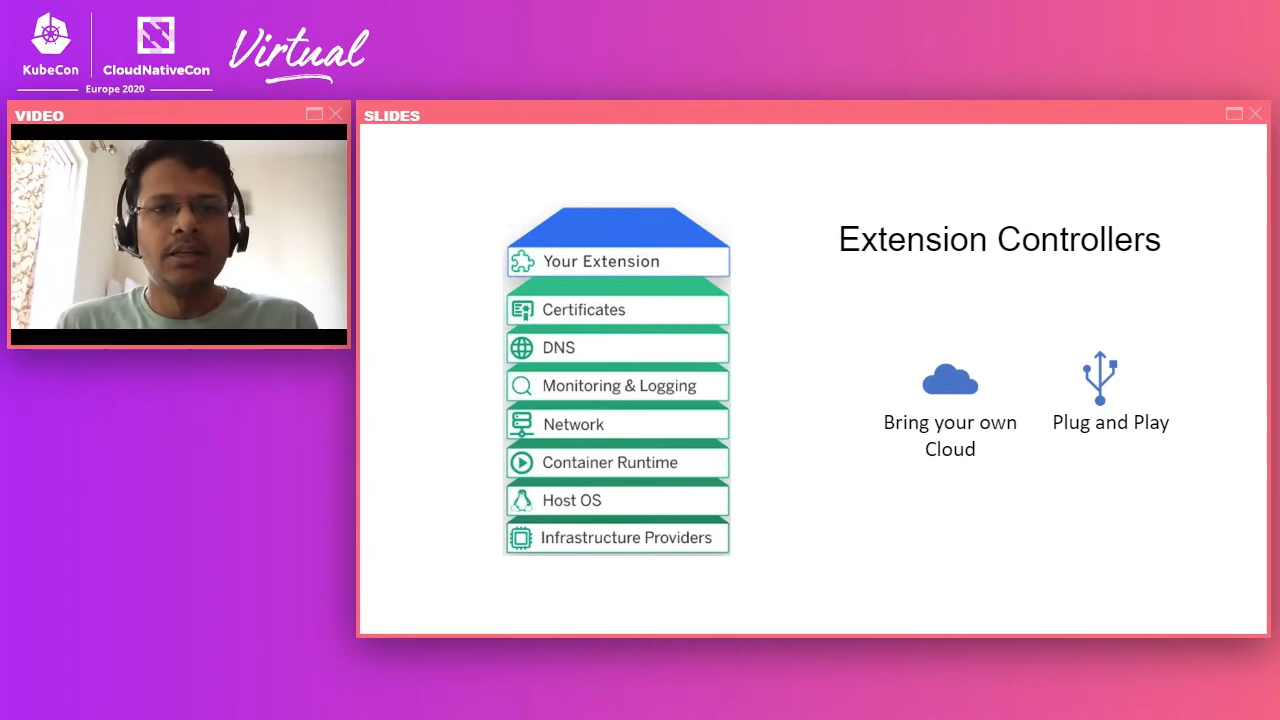 KubeCon
CloudNativeCon
Europe 2020
Virtual
VIDEO
SLIDES
Your Extension
Certificates
DNS
Monitoring & Logging
Network
Container Runtime
Host OS
Infrastructure Providers
Extension Controllers
Bring your own
Cloud
Plug and Play